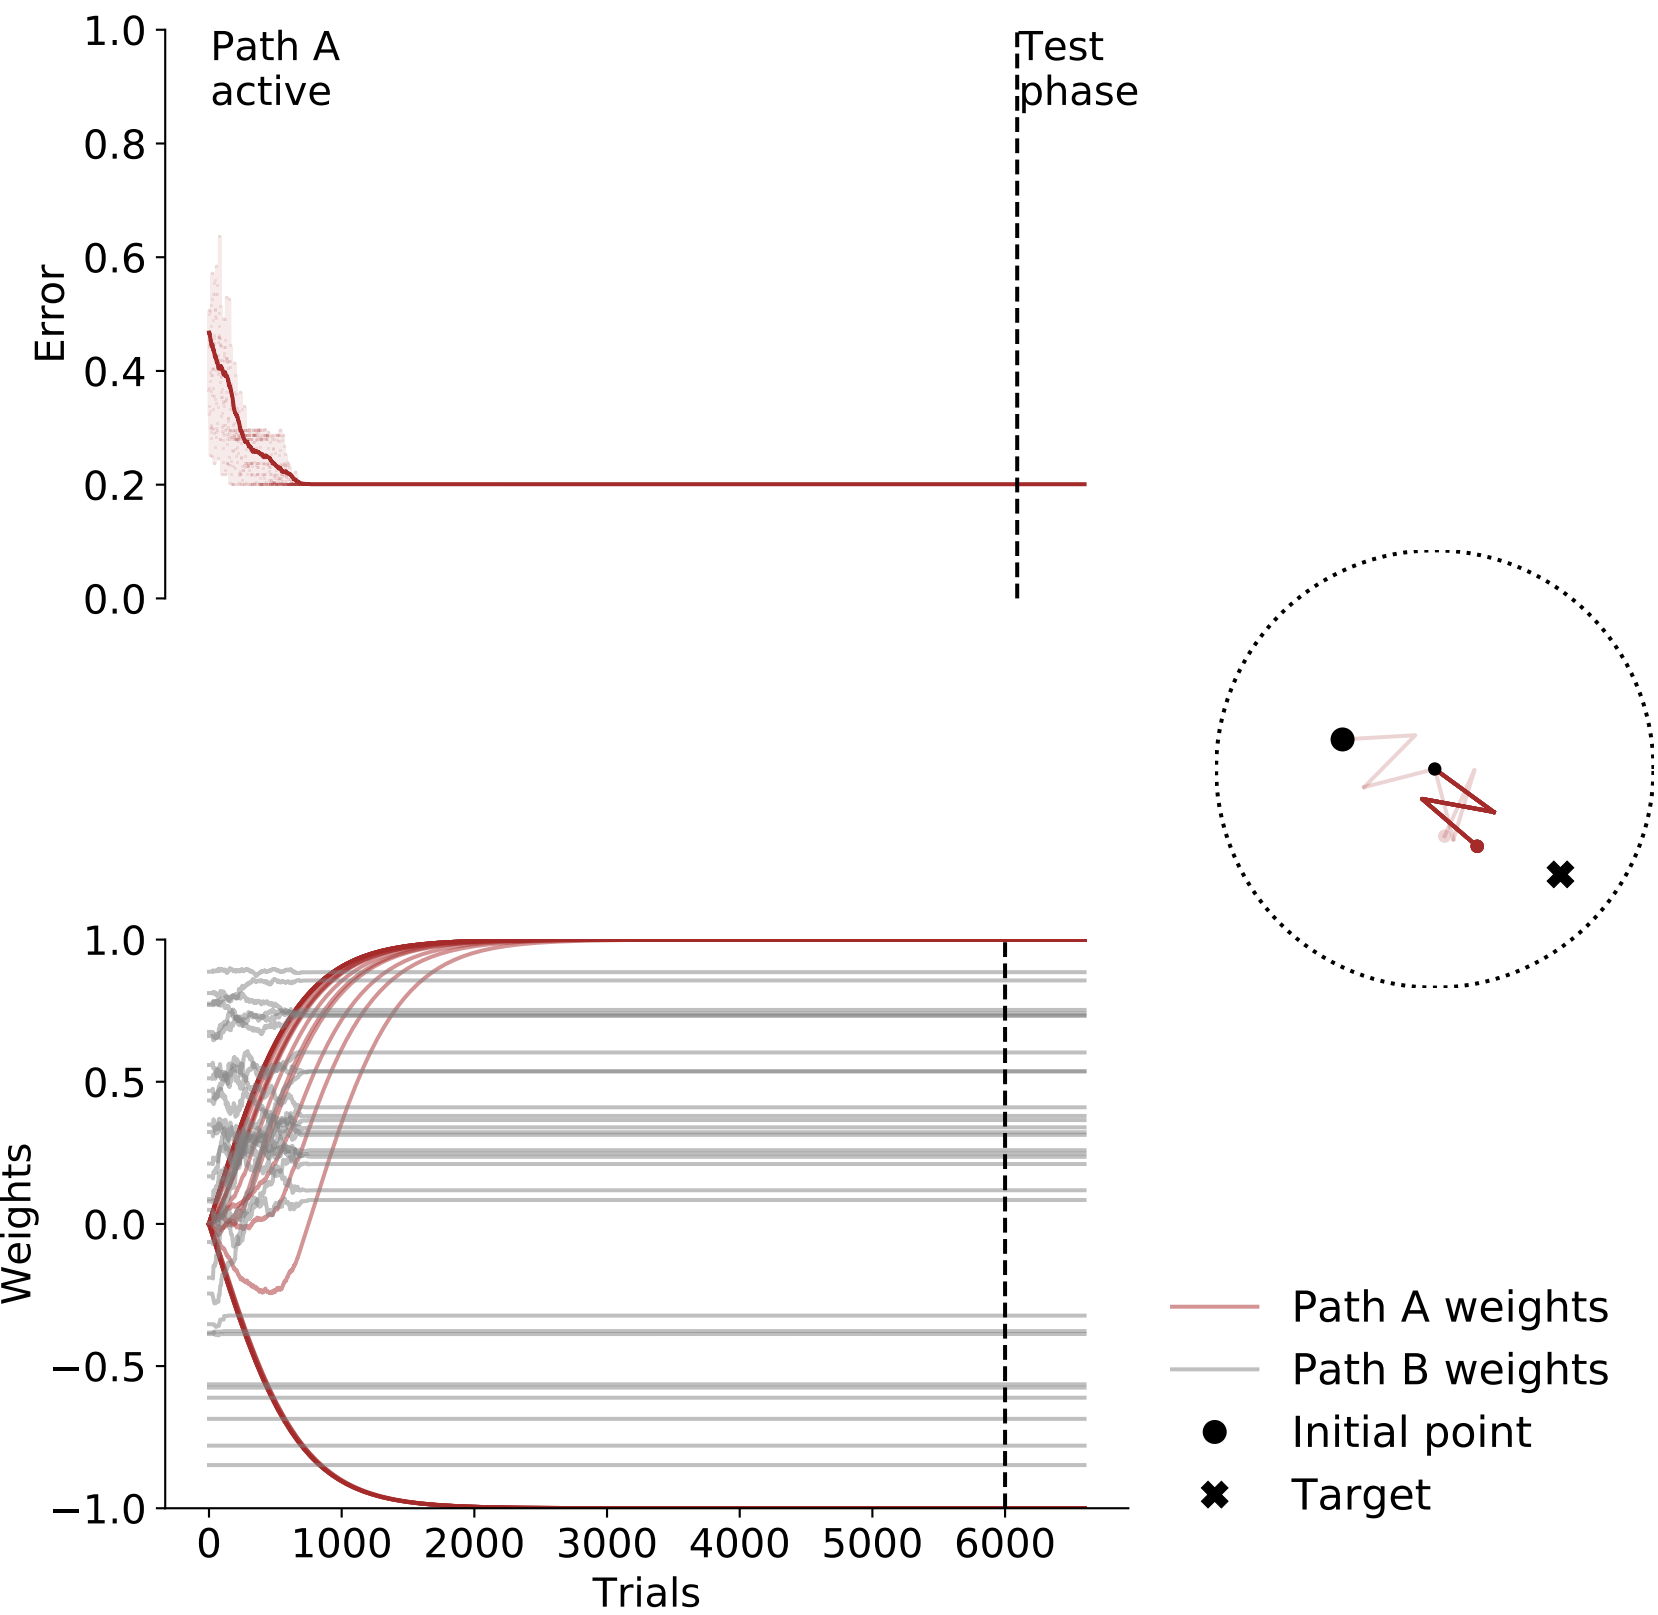 Path A
active
Test
phase
1.0
0.8
0.6
0.4
0.2
0.0
Error
1.0
0.5
0.0
−0.5
−1.0
Weights
0 1000 2000 3000 4000 5000 6000
Trials
Path A weights
Path B weights
Initial point
Target